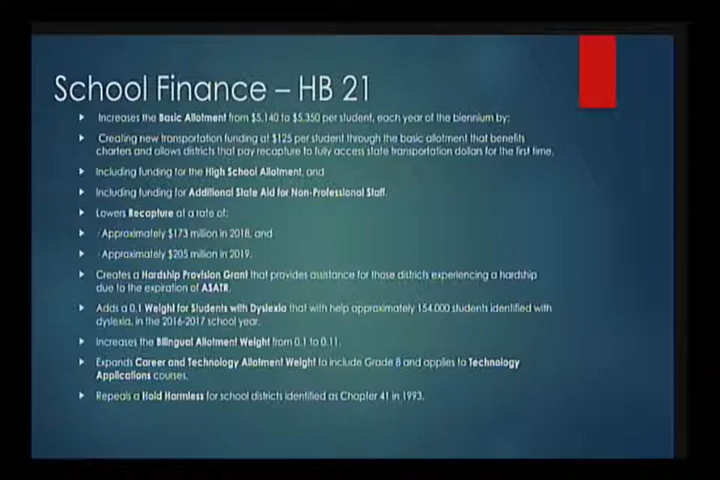 School Finance – HB 21
Increases the Basic Allotment from $5,140 to $5,350 per student, each year of the biennium by:
Creating new transportation funding at $125 per student through the basic allotment that benefits
charters and allows districts that pay recapture to fully access state transportation dollars for the first time,
Including funding for the High School Allotment, and
Including funding for Additional State Aid for Non-Professional Staff.
Lowers Recapture at a rate of:
Approximately $173 million in 2018, and
Approximately $205 million in 2019.
Creates a Hardship Provision Grant that provides assistance for those districts experiencing a hardship
due to the expiration of ASATR.
Adds a 0.1 Weight for Students with Dyslexia that with help approximately 154,000 students identified with
dyslexia, in the 2016-2017 school year.
Increases the Bilingual Allotment Weight from 0.1 to 0.11.
Expands Career and Technology Allotment Weight to include Grade 8 and applies to Technology
Applications courses.
Repeals a Hold Harmless for school districts identified as Chapter 41 in 1993.